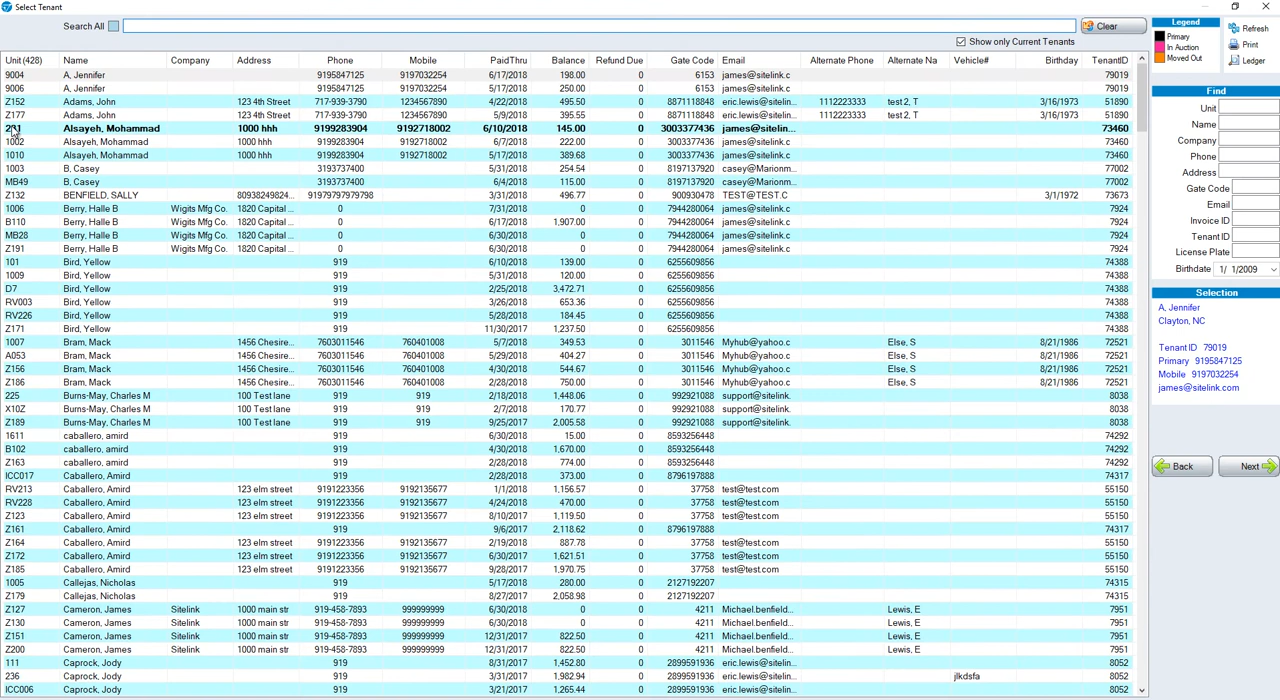 Select Tenant
Search All
Clear
Show only Current Tenants
Legend
Primary
In Auction
Moved Out
Refresh
Print
Ledger
Unit (428) Name Company Address Phone Mobile PaidThru Balance Refund Due Gate Code Email Alternate Phone Alternate Na Vehicle# Birthday TenantID
9004 A, Jennifer 9195847125 9197032254 6/17/2018 198.00 0 6153 james@sitelink.c 79019
9006 A, Jennifer 5/17/2018 250.00 0 6153 james@sitelink.c 79019
Z152 Adams, John 123 4th Street 717-939-3790 1234567890 4/22/2018 495.50 0 8871118848 eric.lewis@sitelin... 1112223333 test 2, T 3/16/1973 51890
Z177 Adams, John 123 4th Street 717-939-3790 1234567890 5/9/2018 395.55 0 8871118848 eric.lewis@sitelin... 1112223333 test 2, T 3/16/1973 51890
Alsayeh, Mohammad 1000 hhh 9199283904 9192718002 6/10/2018 145.00 0 3003377436 james@sitelin... 73460
1002 Alsayeh, Mohammad 1000 hhh 9199283904 9192718002 6/7/2018 222.00 0 3003377436 james@sitelink.c 73460
1010 Alsayeh, Mohammad 1000 hhh 9199283904 9192718002 5/17/2018 389.68 0 3003377436 james@sitelink.c 73460
1003 B, Casey 3193737400 5/31/2018 254.54 0 8197137920 casey@Marionm... 77002
MB49 B, Casey 3193737400 6/4/2018 115.00 0 8197137920 casey@Marionm... 77002
Z132 BENFIELD, SALLY 80938249824... 91979797979798 3/31/2018 496.77 0 900930478 TEST@TEST.C 3/1/1972 73673
1006 Berry, Halle B Wigits Mfg Co. 1820 Capital ... 0 7/31/2018 0 0 7944280064 james@sitelink.c 7924
B110 Berry, Halle B Wigits Mfg Co. 1820 Capital ... 0 6/17/2018 1,907.00 0 7944280064 james@sitelink.c 7924
MB28 Berry, Halle B Wigits Mfg Co. 1820 Capital ... 0 6/30/2018 0 0 7944280064 james@sitelink.c 7924
Z191 Berry, Halle B Wigits Mfg Co. 1820 Capital ... 0 6/30/2018 0 0 7944280064 james@sitelink.c 7924
101 Bird, Yellow 919 6/10/2018 139.00 0 6255609856 74388
1009 Bird, Yellow 919 5/31/2018 120.00 0 6255609856 74388
D7 Bird, Yellow 919 2/25/2018 3,472.71 0 6255609856 74388
RV003 Bird, Yellow 919 3/26/2018 653.36 0 6255609856 74388
RV226 Bird, Yellow 919 5/28/2018 184.45 0 6255609856 74388
Z171 Bird, Yellow 919 11/30/2017 1,237.50 0 6255609856 74388
1007 Bram, Mack 1456 Chesire... 7603011546 760401008 5/7/2018 349.53 0 3011546 Myhub@yahoo.c Else, S 8/21/1986 72521
A053 Bram, Mack 1456 Chesire... 7603011546 760401008 5/29/2018 404.27 0 3011546 Myhub@yahoo.c Else, S 8/21/1986 72521
Z156 Bram, Mack 1456 Chesire... 7603011546 760401008 4/30/2018 544.67 0 3011546 Myhub@yahoo.c Else, S 8/21/1986 72521
Z186 Bram, Mack 1456 Chesire... 7603011546 760401008 2/28/2018 750.00 0 3011546 Myhub@yahoo.c Else, S 8/21/1986 72521
225 Burns-May, Charles M 100 Test lane 919 919 2/18/2018 1,448.06 0 992921008 support@sitelink. 8038
X10Z Burns-May, Charles M 100 Test lane 919 919 2/7/2018 170.77 0 992921008 support@sitelink. 8038
Z189 Burns-May, Charles M 100 Test lane 919 919 9/25/2017 2,005.58 0 992921008 support@sitelink. 8038
1611 caballero, amird 919 6/30/2018 15.00 0 8593256448 74292
B102 caballero, amird 919 4/30/2018 1,670.00 0 8593256448 74292
Z163 caballero, amird 919 2/28/2018 774.00 0 8593256448 74292
ICC017 Caballero, Amird 919 2/28/2018 373.00 0 8796197888 74317
RV213 Caballero, Amird 123 elm street 9191223356 9192135677 1/1/2018 1,156.57 0 37758 test@test.com 55150
RV228 Caballero, Amird 123 elm street 9191223356 9192135677 4/24/2018 470.00 0 37758 test@test.com 55150
Z123 Caballero, Amird 123 elm street 9191223356 9192135677 8/10/2018 1,119.50 0 37758 test@test.com 55150
Z161 Caballero, Amird 919 9/6/2017 2,118.62 0 8796197888 74317
Z164 Caballero, Amird 123 elm street 9191223356 9192135677 2/19/2018 887.78 0 37758 test@test.com 55150
Z172 Caballero, Amird 123 elm street 9191223356 9192135677 6/30/2017 1,621.51 0 37758 test@test.com 55150
Z185 Caballero, Amird 123 elm street 9191223356 9192135677 9/28/2017 1,970.75 0 37758 test@test.com 55150
1005 Callejas, Nicholas 919 5/17/2018 280.00 0 2127192207 74315
Z179 Callejas, Nicholas 919 8/27/2017 2,058.98 0 2127192207 74315
Z127 Cameron, James Sitelink 1000 main str 919-458-7893 999999999 6/30/2018 0 0 4211 Michael.benfield... Lewis, E 7951
Z130 Cameron, James Sitelink 1000 main str 919-458-7893 999999999 6/30/2018 0 0 4211 Michael.benfield... Lewis, E 7951
Z151 Cameron, James Sitelink 1000 main str 919-458-7893 999999999 12/31/2017 822.50 0 4211 Michael.benfield... Lewis, E 7951
Z200 Cameron, James Sitelink 1000 main str 919-458-7893 999999999 12/31/2017 822.50 0 4211 Michael.benfield... Lewis, E 7951
111 Caprock, Jody 919 8/31/2017 1,452.80 0 2899591936 eric.lewis@sitelin... 8052
236 Caprock, Jody 919 3/31/2017 1,982.94 0 2899591936 eric.lewis@sitelin... jlkdsfa 8052
ICC006 Caprock, Jody 919 3/21/2017 1,265.44 0 2899591936 eric.lewis@sitelin... 8052
Find
Unit
Name
Company
Phone
Address
Gate Code
Email
Invoice ID
Tenant ID
License Plate
Birthdate 1/ 1/2009
Selection
A, Jennifer
Clayton, NC
Tenant ID 79019
Primary 9195847125
Mobile 9197032254
james@sitelink.com
Back
Next